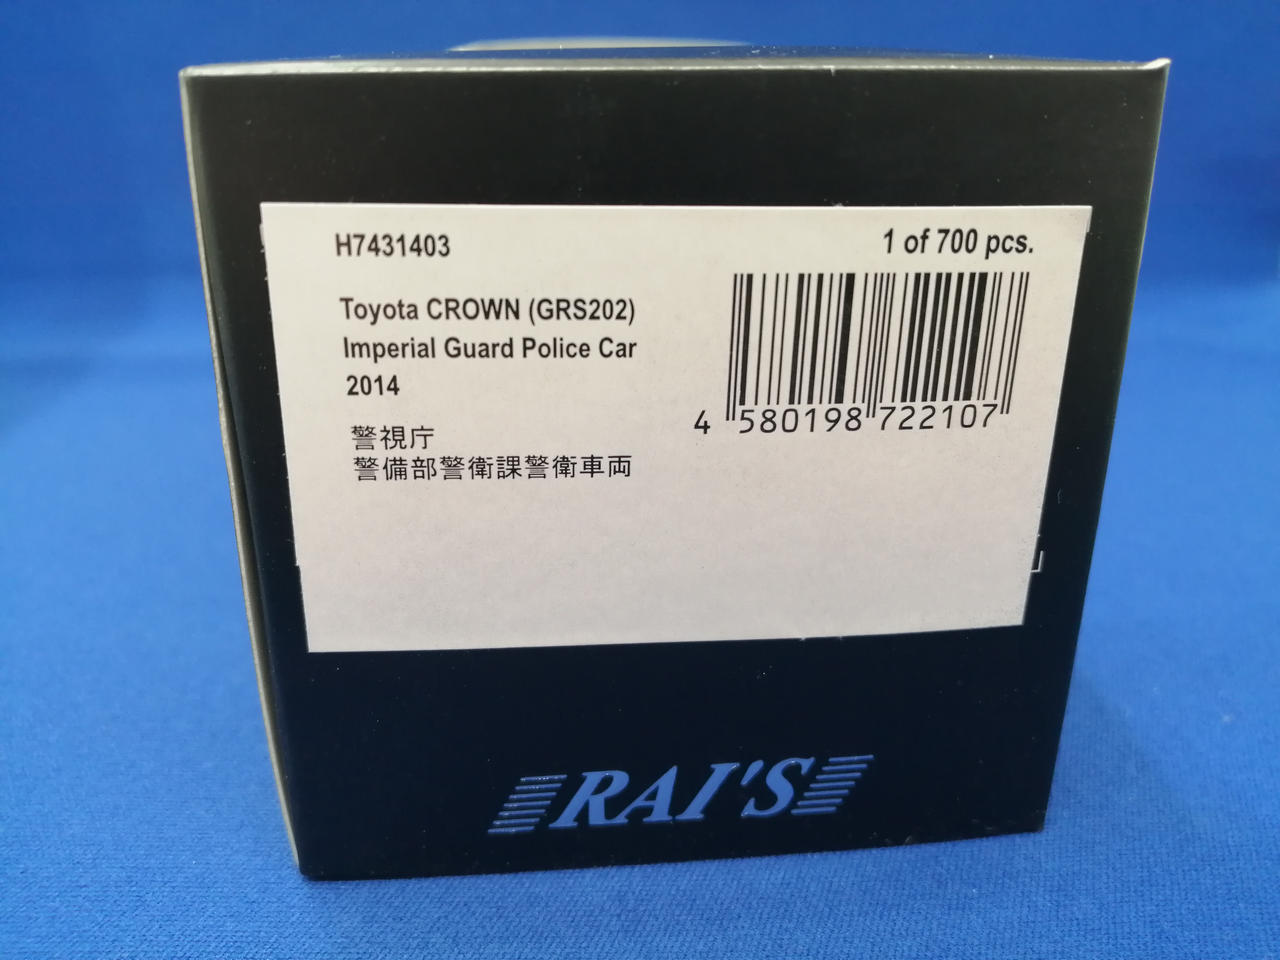 H7431403
1 of 700 pcs.
Toyota CROWN (GRS202)
Imperial Guard Police Car
2014
警視庁
警備部警衛課警衛車両
4 580198 722107
RAI'S